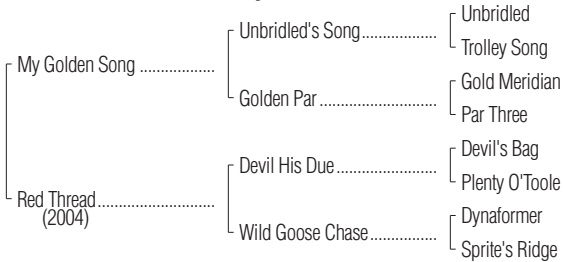 Unbridled
Unbridled's Song..................
Trolley Song
My Golden Song ..................
Gold Meridian
Golden Par ............................
Par Three
Devil's Bag
Devil His Due ........................
Plenty O'Toole
Red Thread............................
(2004)
Dynaformer
Wild Goose Chase................
Sprite's Ridge